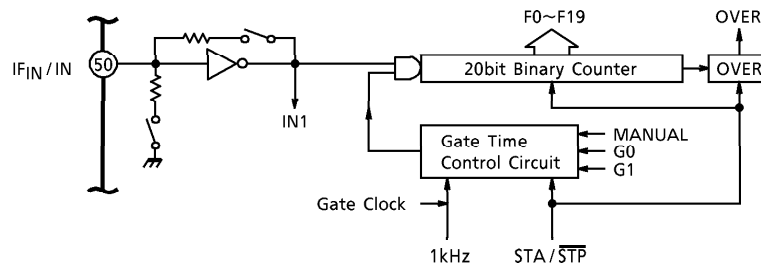 F0~F19
OVER
IFIN / IN
50
20bit Binary Counter
OVER
IN1
Gate Time
Control Circuit
MANUAL
G0
G1
Gate Clock
1kHz
STA / STP